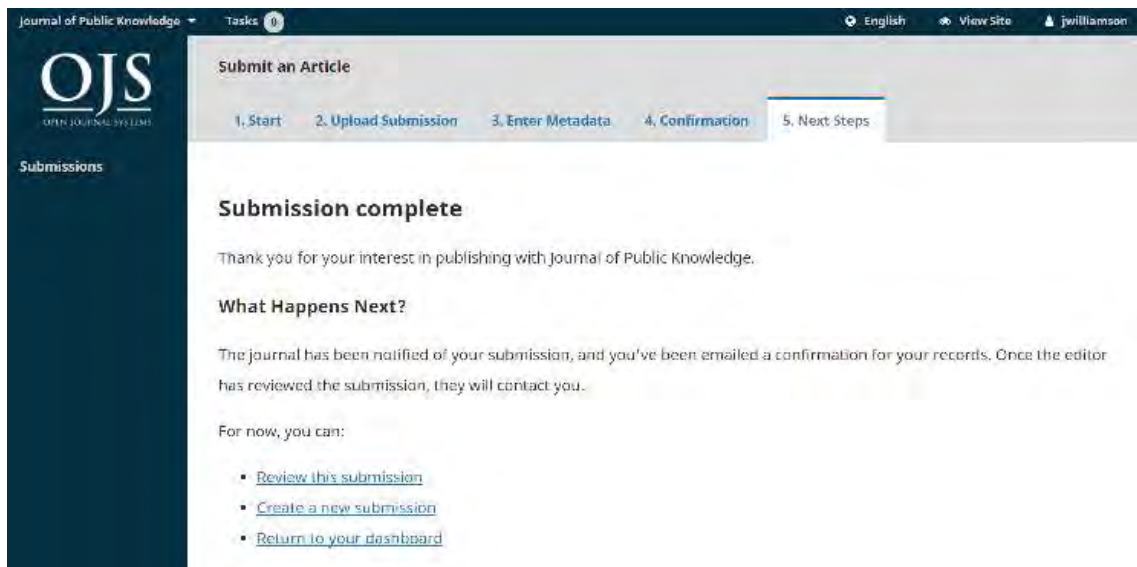 Journal of Public Knowledge Tasks 0 English View Site jwilliamson
OJS
OPEN JOURNAL SYSTEMS
Submit an Article
1. Start 2. Upload Submission 3. Enter Metadata 4. Confirmation 5. Next Steps
Submissions
Submission complete
Thank you for your interest in publishing with Journal of Public Knowledge.
What Happens Next?
The journal has been notified of your submission, and you've been emailed a confirmation for your records. Once the editor
has reviewed the submission, they will contact you.
For now, you can:
Review this submission
Create a new submission
Return to your dashboard